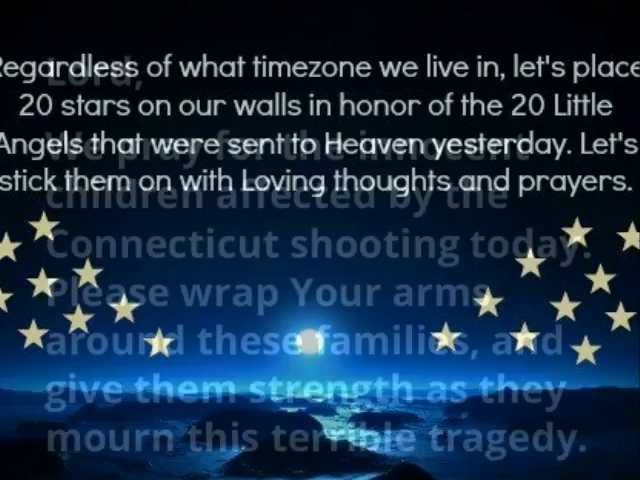 Regardless of what timezone we live in, let's place
20 stars on our walls in honor of the 20 Little
Angels that were sent to Heaven yesterday. Let's
stick them on with Loving thoughts and prayers.
Lord,
We pray for the innocent
children affected by the
Connecticut shooting today.
Please wrap Your arms
around these families, and
give them strength as they
mourn this terrible tragedy.